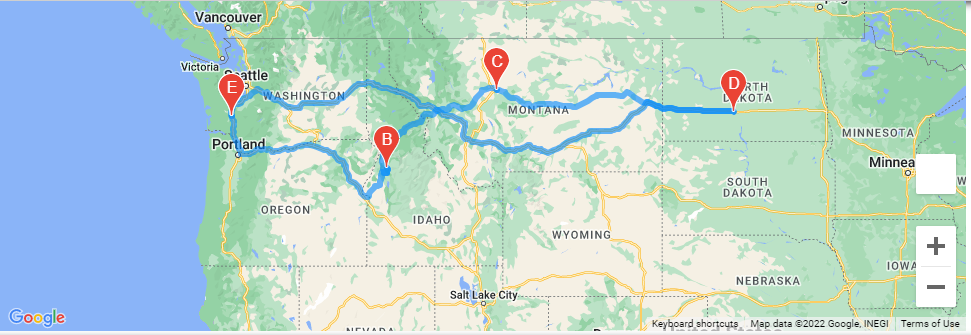 Vancouver
Victoria
Seattle
E
WASHINGTON
C
D
NORTH
DAKOTA
MONTANA
Portland
B
MINNESOTA
Minnea
SOUTH
DAKOTA
OREGON
IDAHO
WYOMING
IOWA
NEBRASKA
Salt Lake City
NEVADA
Google
Keyboard shortcuts
Map data ©2022 Google, INEGI
Terms of Use